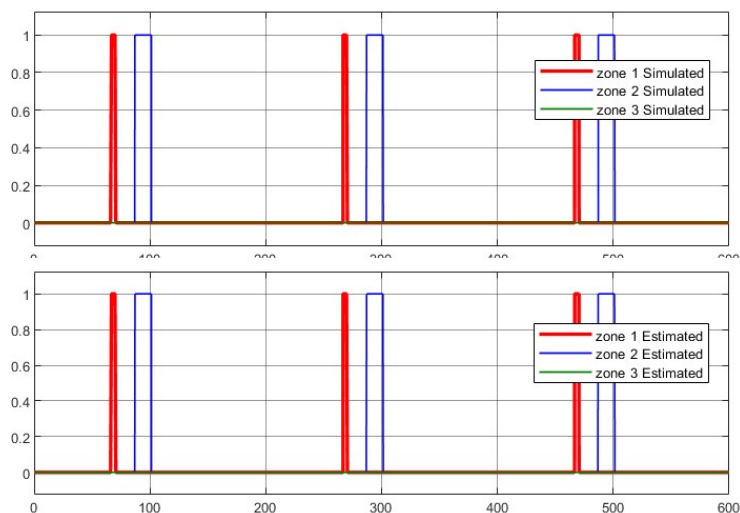 1
0.8
0.6
0.4
0.2
0
zone 1 Simulated
zone 2 Simulated
zone 3 Simulated
0 100 200 300 400 500 600
1
0.8
0.6
0.4
0.2
0
zone 1 Estimated
zone 2 Estimated
zone 3 Estimated
0 100 200 300 400 500 600